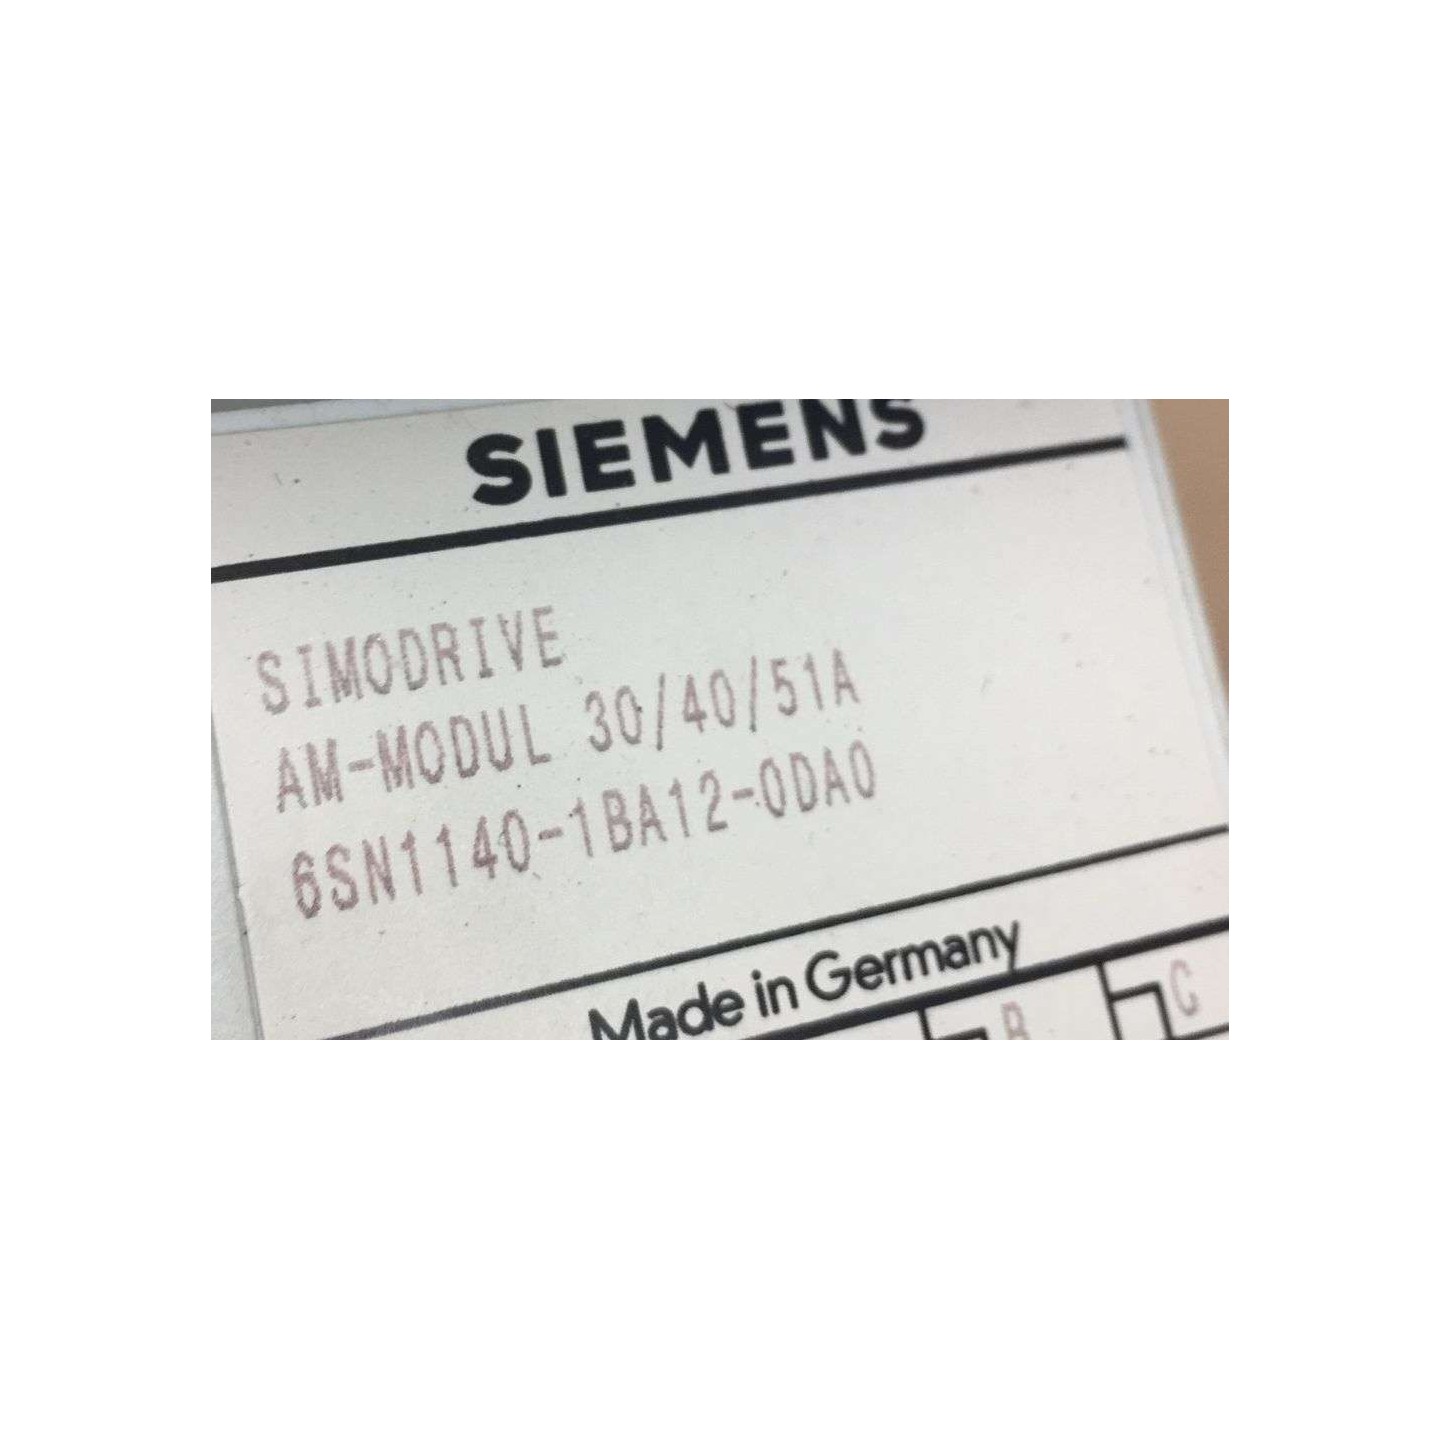 SIEMENS
SIMODRIVE
AM-MODUL 30/40/51A
6SN1140-1BA12-0DA0
Made in Germany
B C